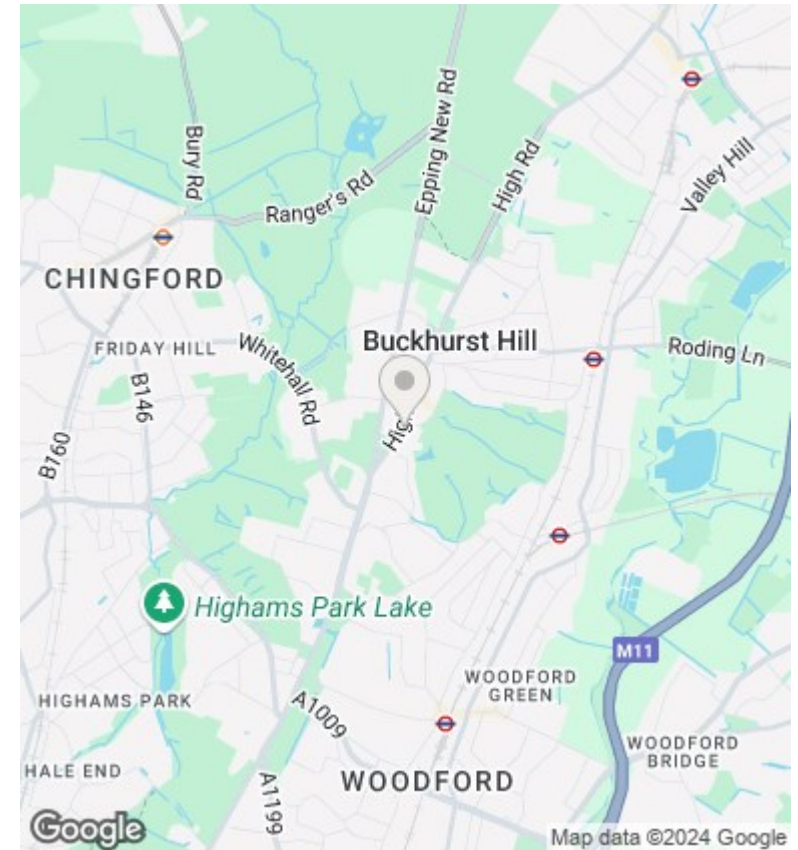 Bury Rd
Epping New Rd
High Rd
Valley Hill
Ranger's Rd
CHINGFORD
FRIDAY HILL
Whitehall Rd
Buckhurst Hill
Roding Ln
B146
B160
Highams Park Lake
M11
HIGHAMS PARK
A1009
WOODFORD
GREEN
WOODFORD
BRIDGE
HALE END
A1199
WOODFORD
Google
Map data ©2024 Google